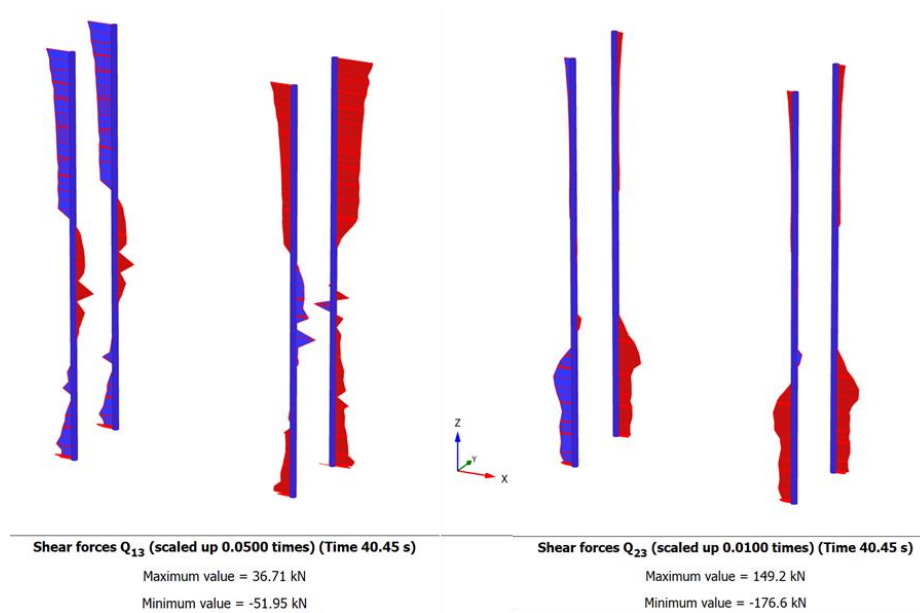 Z
Y
X
Shear forces Q13 (scaled up 0.0500 times) (Time 40.45 s)
Maximum value = 36.71 kN
Minimum value = -51.95 kN
Shear forces Q23 (scaled up 0.0100 times) (Time 40.45 s)
Maximum value = 149.2 kN
Minimum value = -176.6 kN